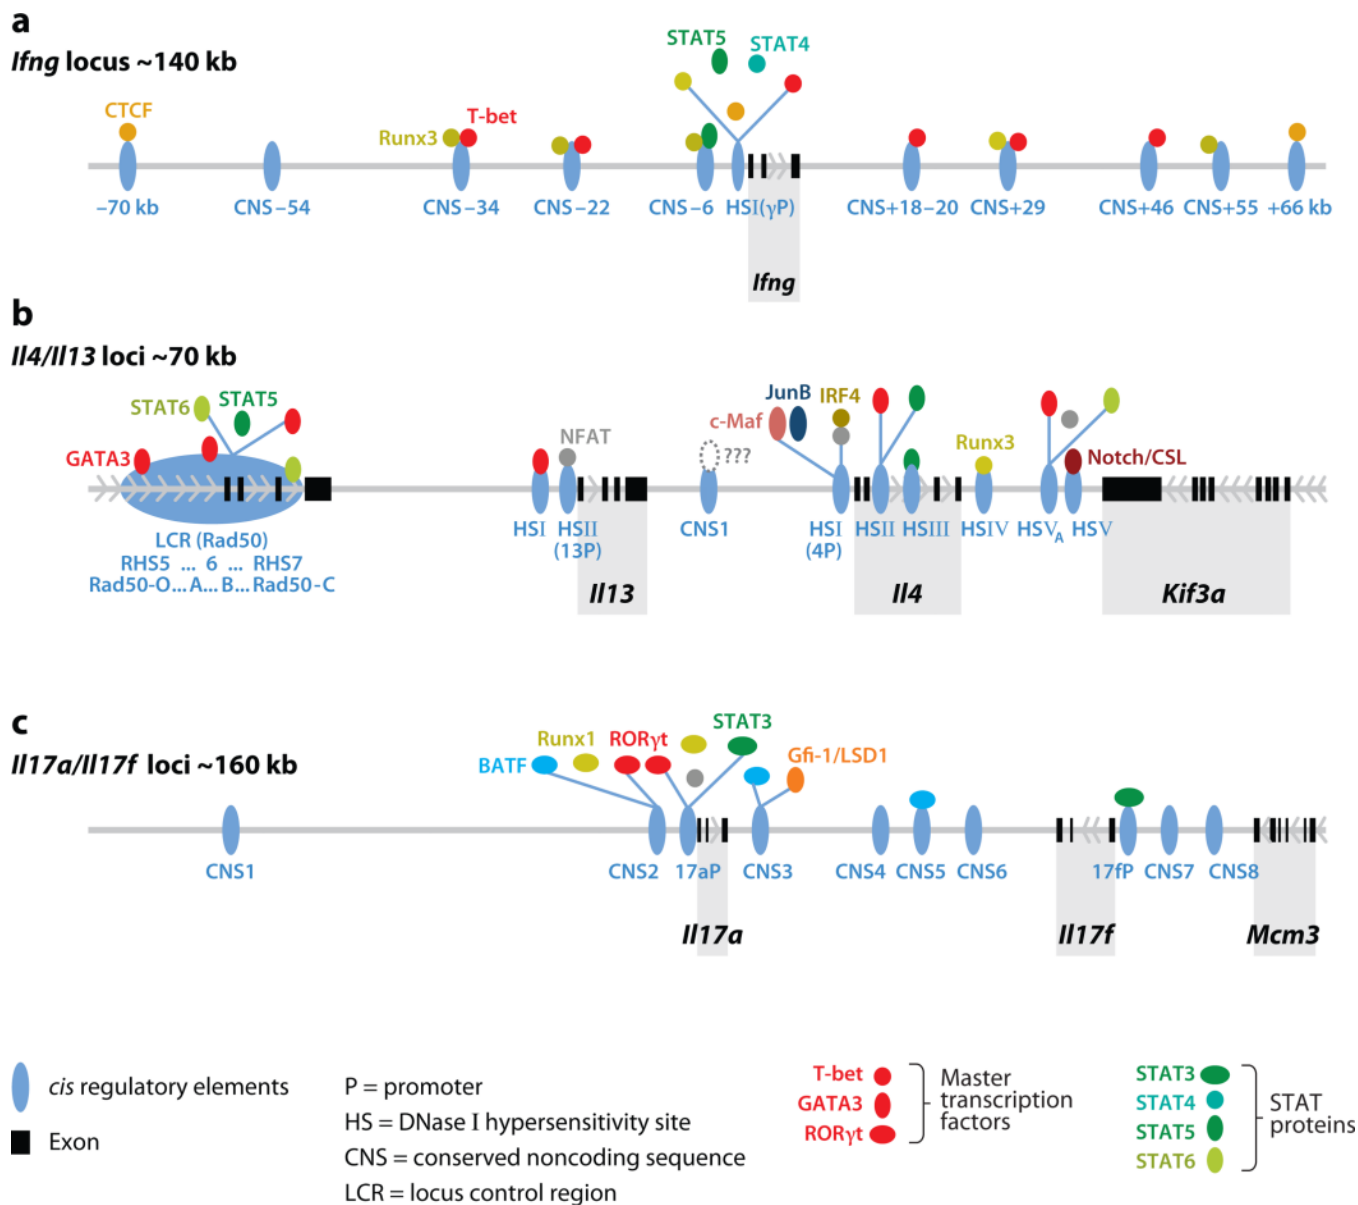 a
Ifng locus ~140 kb
STAT5
STAT4
CTCF
T-bet
Runx3
–70 kb
CNS–54
CNS–34
CNS–22
CNS–6
HSI(γP)
CNS+18–20
CNS+29
CNS+46
CNS+55
+66 kb
Ifng
b
Il4/Il13 loci ~70 kb
STAT6
STAT5
GATA3
NFAT
???
c-Maf
JunB
IRF4
Runx3
Notch/CSL
LCR (Rad50)
RHS5 ... 6 ... RHS7
Rad50-O...A...B...Rad50-C
HSI
HSII
(13P)
CNS1
HSI
(4P)
HSII
HSIII
HSIV
HSVA
HSV
Il13
Il4
Kif3a
c
Il17a/Il17f loci ~160 kb
BATF
Runx1
RORγt
STAT3
Gfi-1/LSD1
CNS1
CNS2
17aP
CNS3
CNS4
CNS5
CNS6
17fP
CNS7
CNS8
Il17a
Il17f
Mcm3
cis regulatory elements
Exon
P = promoter
HS = DNase I hypersensitivity site
CNS = conserved noncoding sequence
LCR = locus control region
T-bet
GATA3
RORγt
Master
transcription
factors
STAT3
STAT4
STAT5
STAT6
STAT
proteins